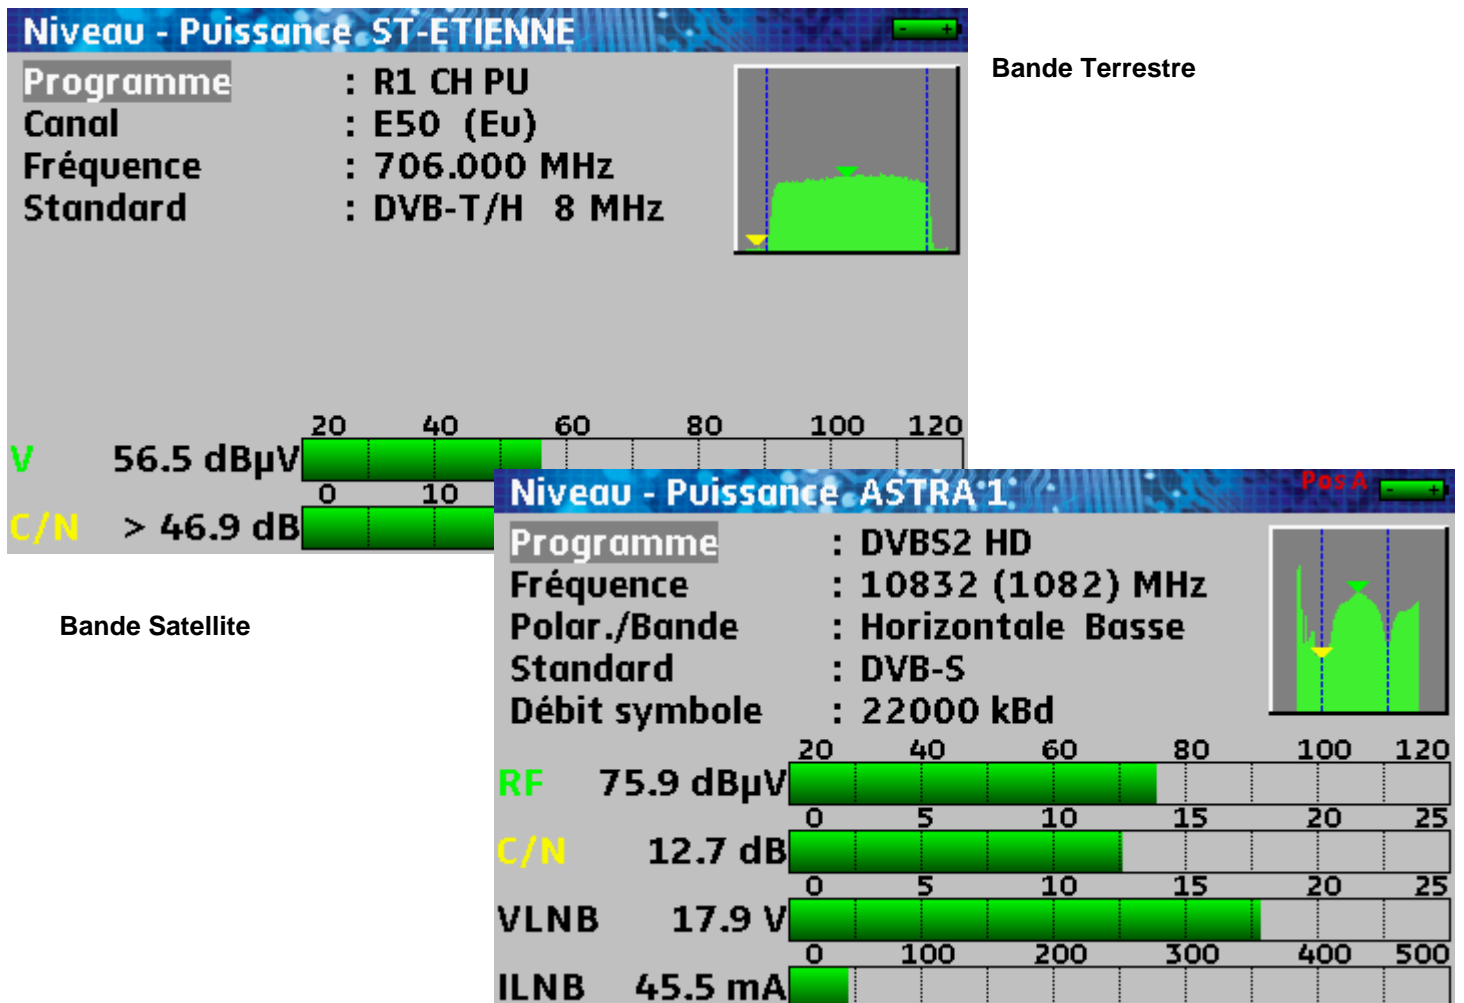 Niveau - Puissance ST-ETIENNE - +
Bande Terrestre
Programme : R1 CH PU
Canal : E50 (Eu)
Fréquence : 706.000 MHz
Standard : DVB-T/H 8 MHz
20 40 60 80 100 120
V 56.5 dBµV
0 10
C/N > 46.9 dB
Bande Satellite
Niveau - Puissance ASTRA 1 Pos A - +
Programme : DVBS2 HD
Fréquence : 10832 (1082) MHz
Polar./Bande : Horizontale Basse
Standard : DVB-S
Débit symbole : 22000 kBd
20 40 60 80 100 120
RF 75.9 dBµV
0 5 10 15 20 25
C/N 12.7 dB
0 5 10 15 20 25
VLNB 17.9 V
0 100 200 300 400 500
ILNB 45.5 mA